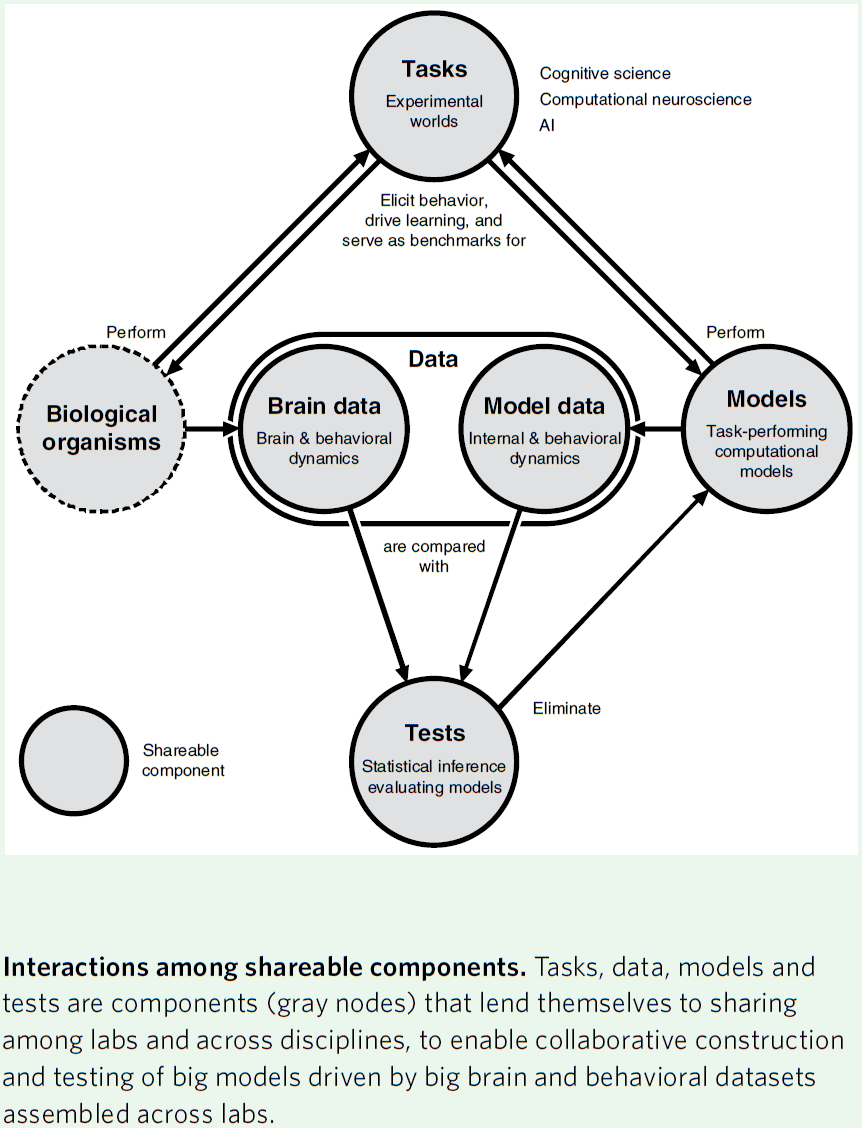 Tasks
Experimental
worlds
Cognitive science
Computational neuroscience
AI
Elicit behavior,
drive learning, and
serve as benchmarks for
Perform
Perform
Biological
organisms
Data
Brain data
Brain & behavioral
dynamics
Model data
Internal & behavioral
dynamics
Models
Task-performing
computational
models
are compared
with
Tests
Statistical inference
evaluating models
Eliminate
Shareable
component
Interactions among shareable components. Tasks, data, models and
tests are components (gray nodes) that lend themselves to sharing
among labs and across disciplines, to enable collaborative construction
and testing of big models driven by big brain and behavioral datasets
assembled across labs.